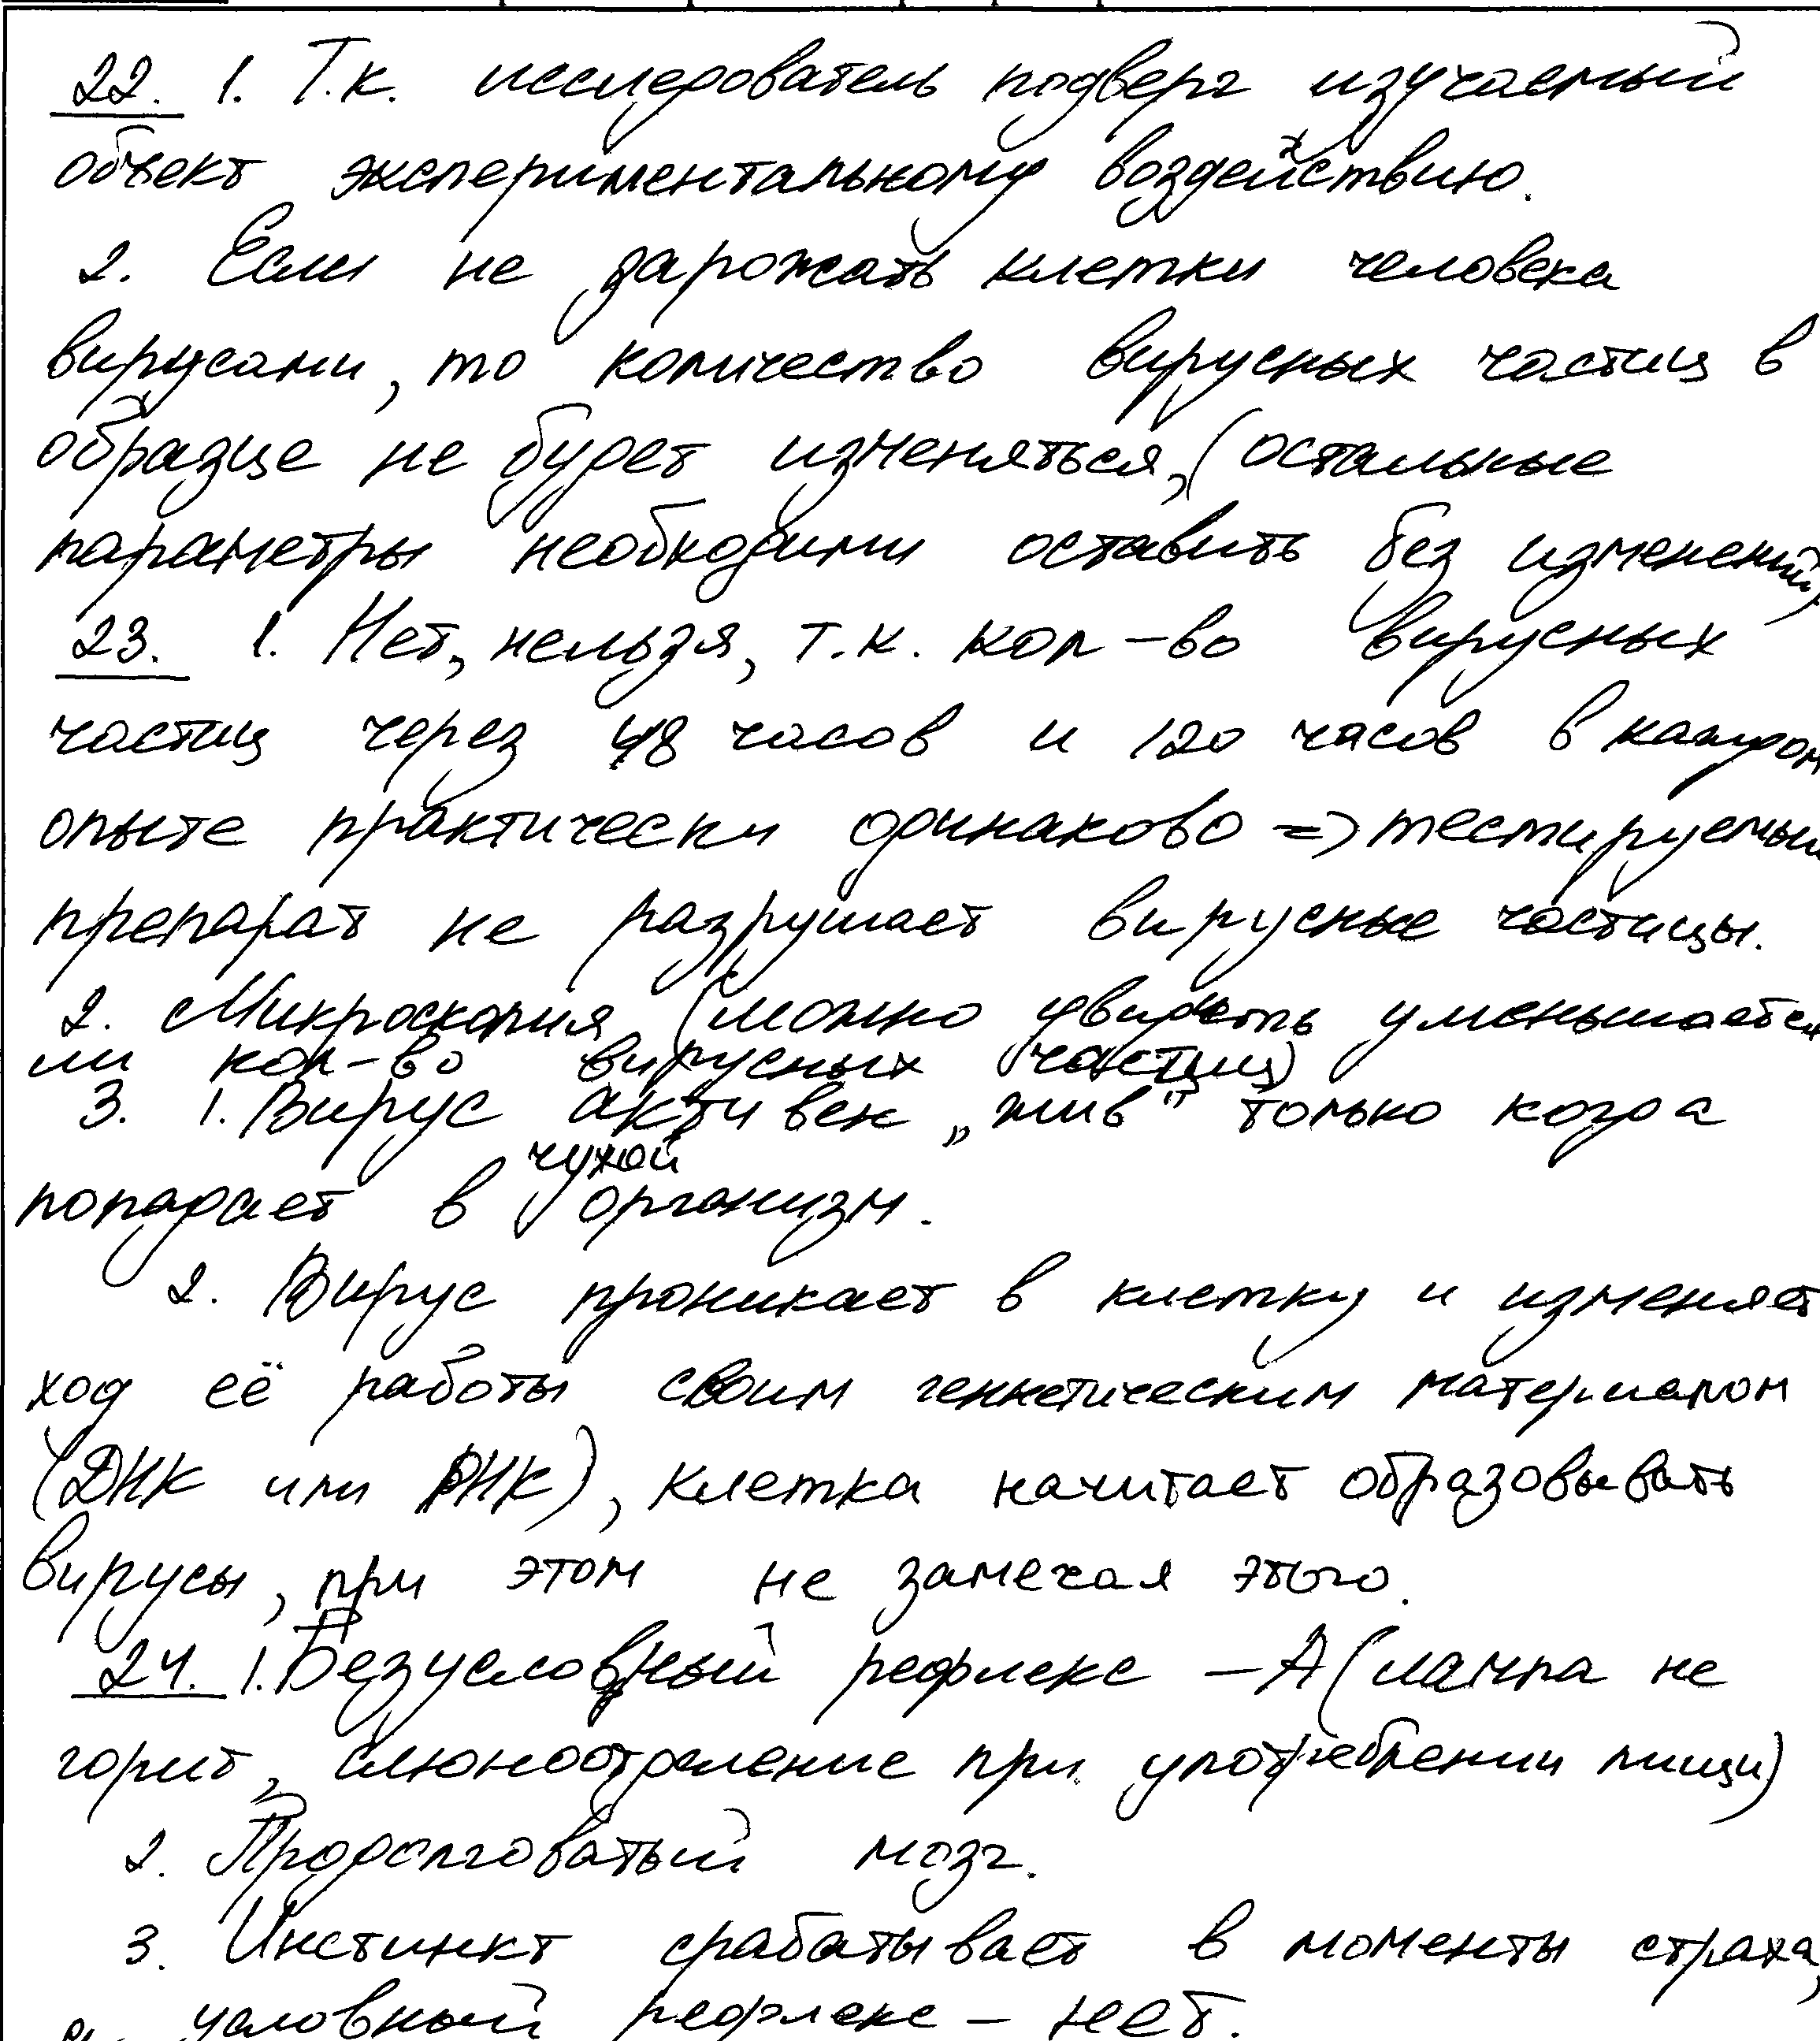 22. 1. Т.к. исследователь подверг изучаемый
объект экспериментальному воздействию.
2. Если не зарожать клетки человека
вирусами, то количество вирусных частиц в
образце не будет изменяться, (остальные
параметры необходими оставить без изменений)
23. 1. Нет, нельзя, т.к. кол-во вирусных
частиц через 48 часов и 120 часов в каждом
опыте практически одинаково => тестируемый
препарат не разрушает вирусные частицы.
2. Микроскопия (можно увидеть уменьшается
ли кол-во вирусных частиц)
3. 1. Вирус активен „жив" только когда
попадает в чужой организм.
2. Вирус проникает в клетку и изменяет
ход её работы своим генетическим материалом
(ДНК или РНК), клетка начитает образовывать
вирусы, при этом не замечая этого.
24. 1. Безусловный рефлекс – А (лампа не
горит, слюноотделение при употреблении пищи)
2. Продолговатый мозг.
3. Инстинкт срабатывает в моменты страха,
а условный рефлекс – нет.